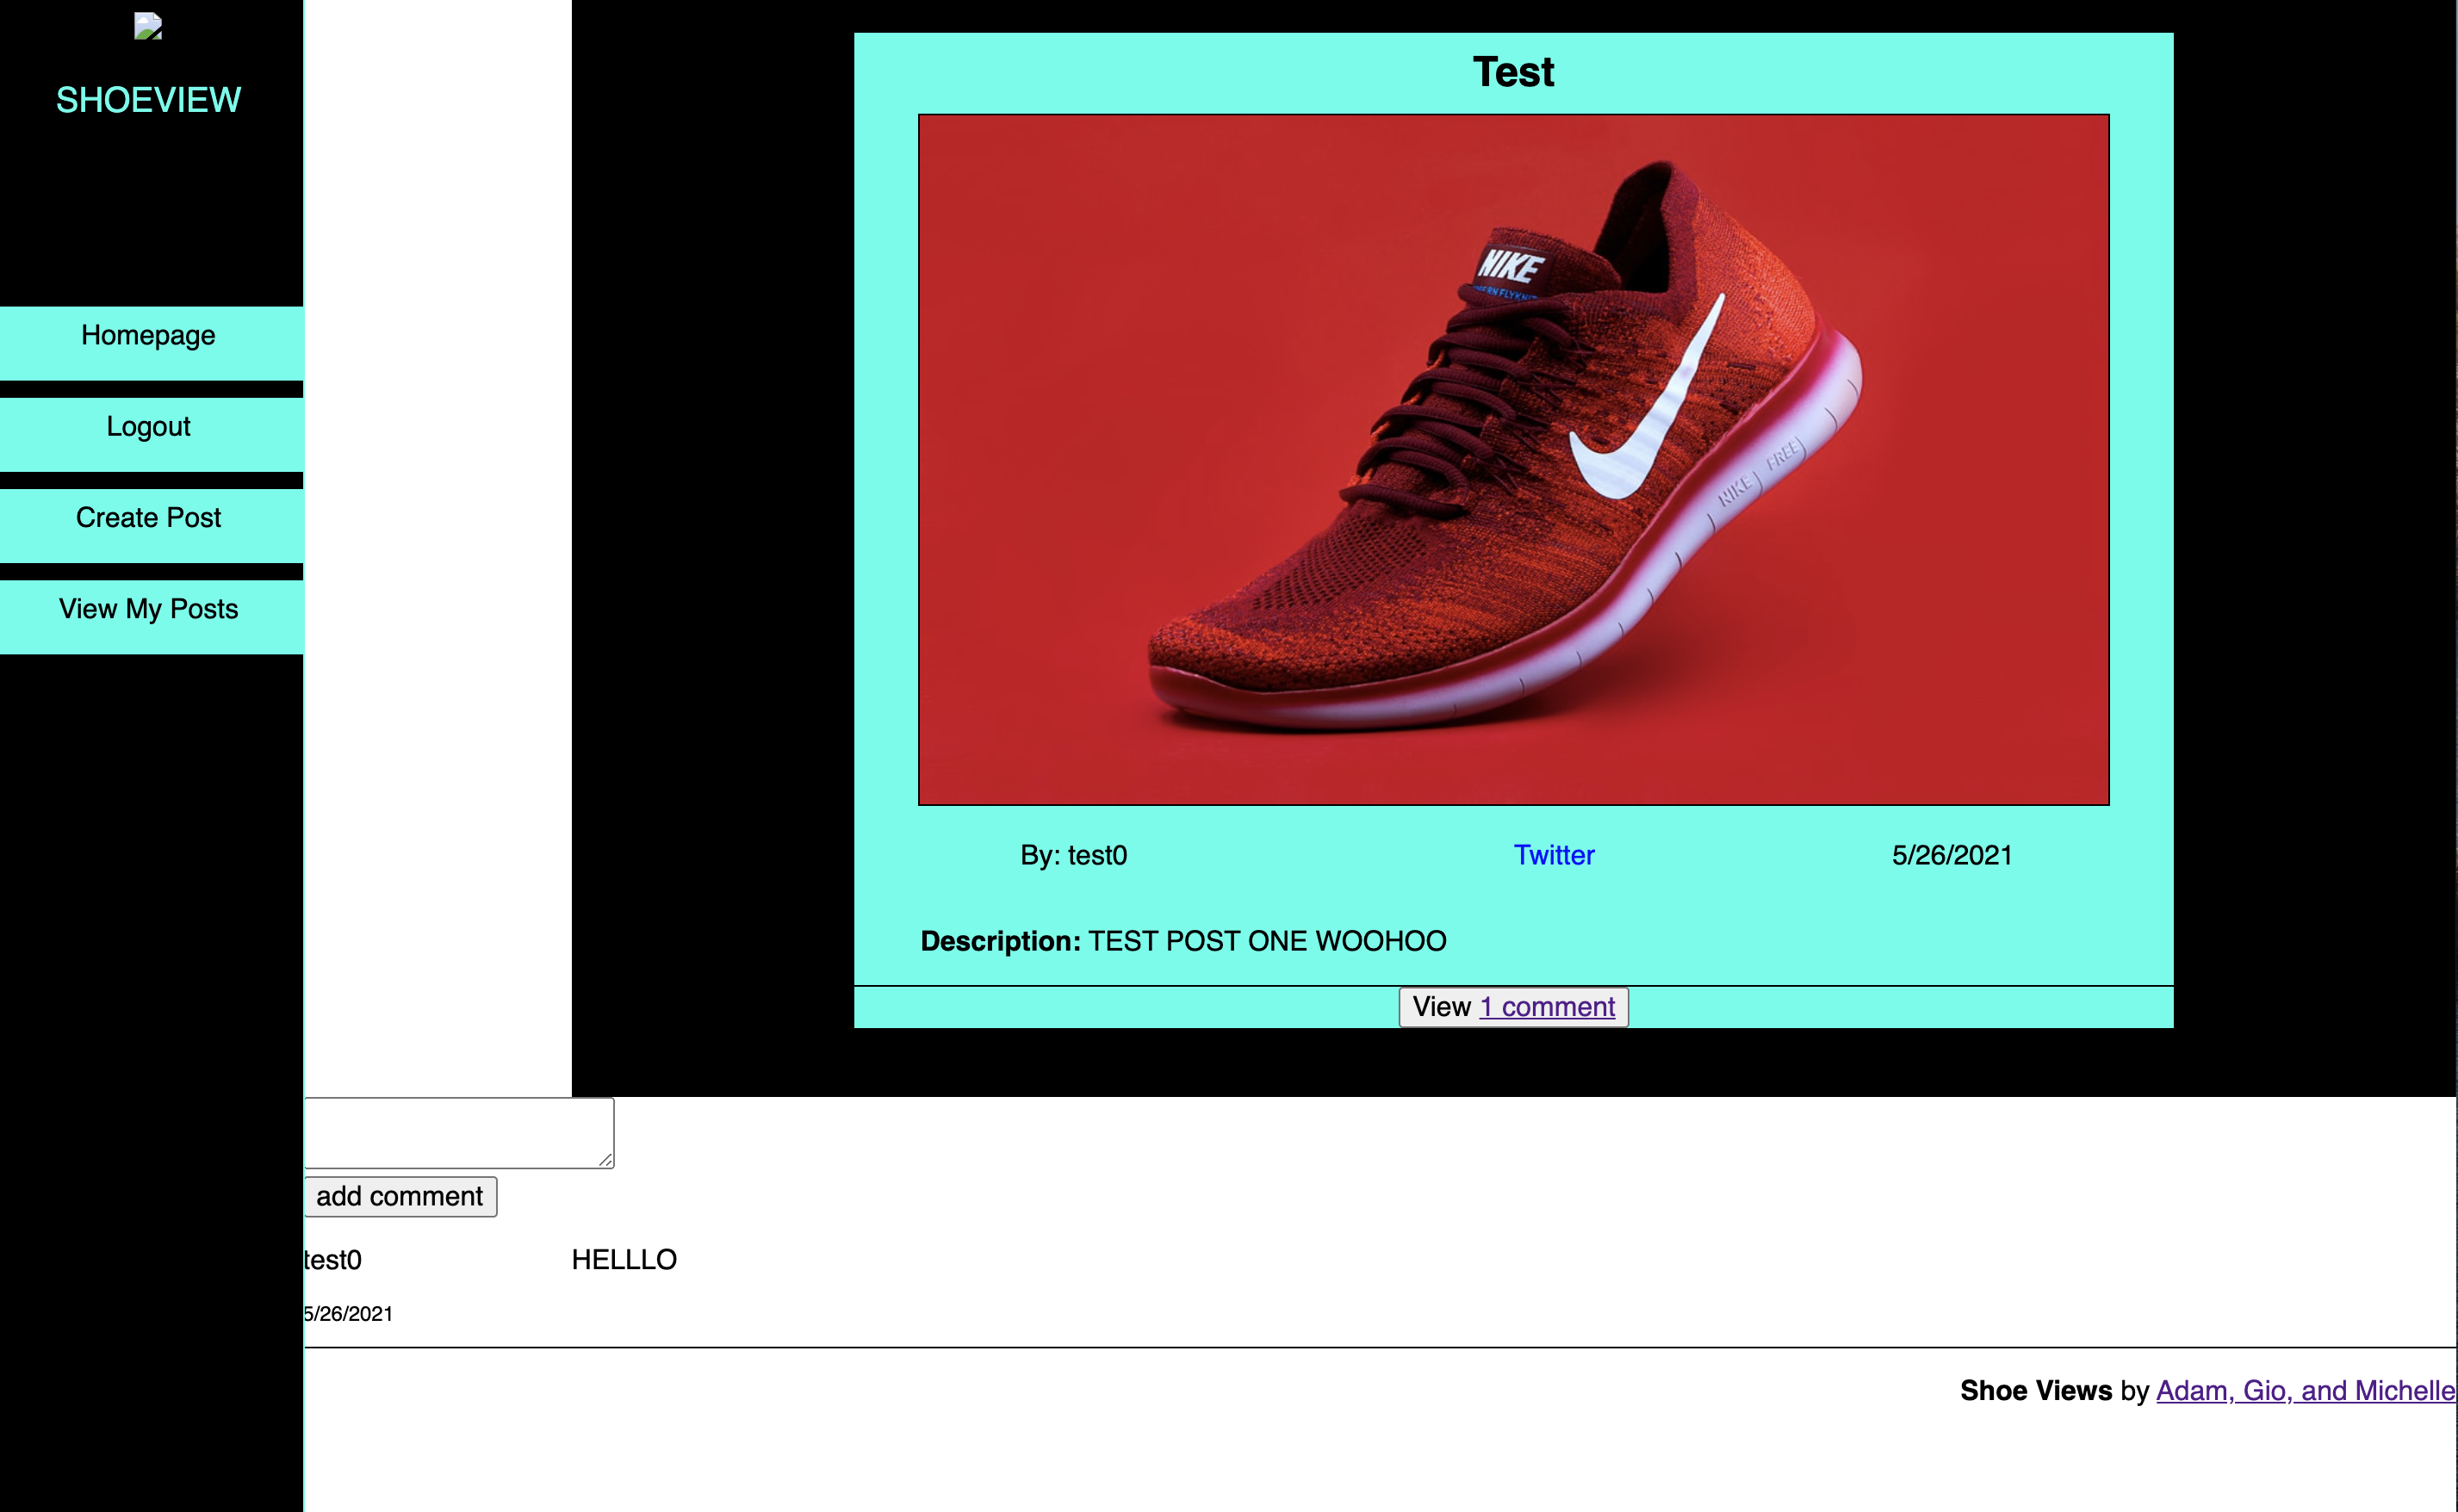 SHOEVIEW
Homepage
Logout
Create Post
View My Posts
Test
NIKE
NIKE FREE
By: test0 Twitter 5/26/2021
Description: TEST POST ONE WOOHOO
View 1 comment
add comment
test0 HELLLO
5/26/2021
Shoe Views by Adam, Gio, and Michelle